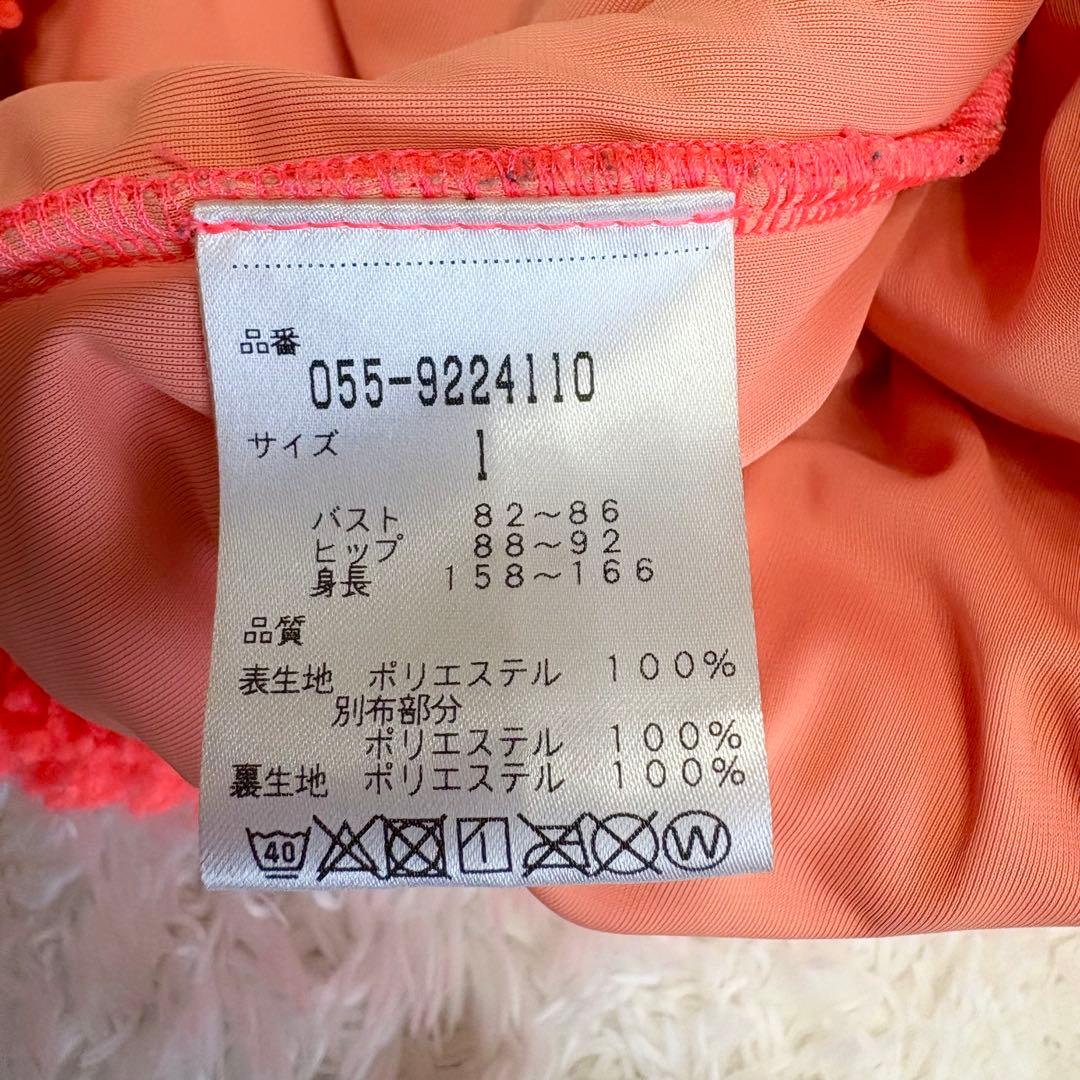 品番
055-9224110
サイズ 1
バスト 82～86
ヒップ 88～92
身長 158～166
品質
表生地 ポリエステル 100%
別布部分
ポリエステル 100%
裏生地 ポリエステル 100%
40 W